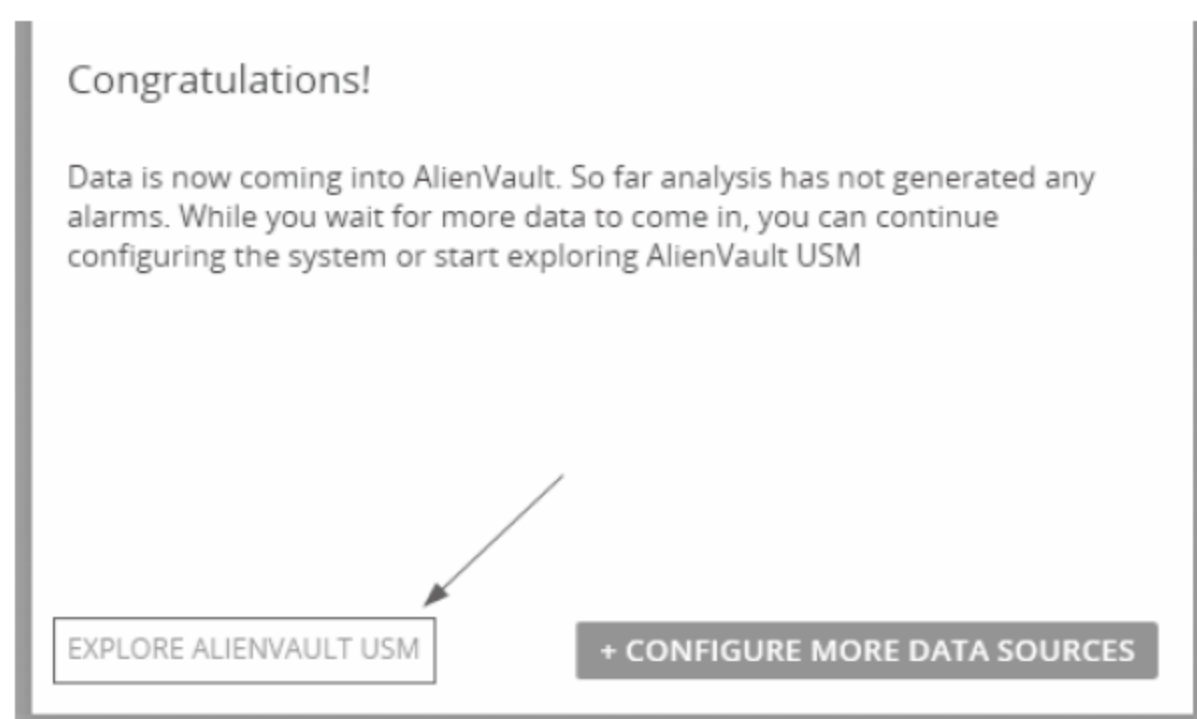 Congratulations!
Data is now coming into AlienVault. So far analysis has not generated any
alarms. While you wait for more data to come in, you can continue
configuring the system or start exploring AlienVault USM
EXPLORE ALIENVAULT USM
+ CONFIGURE MORE DATA SOURCES